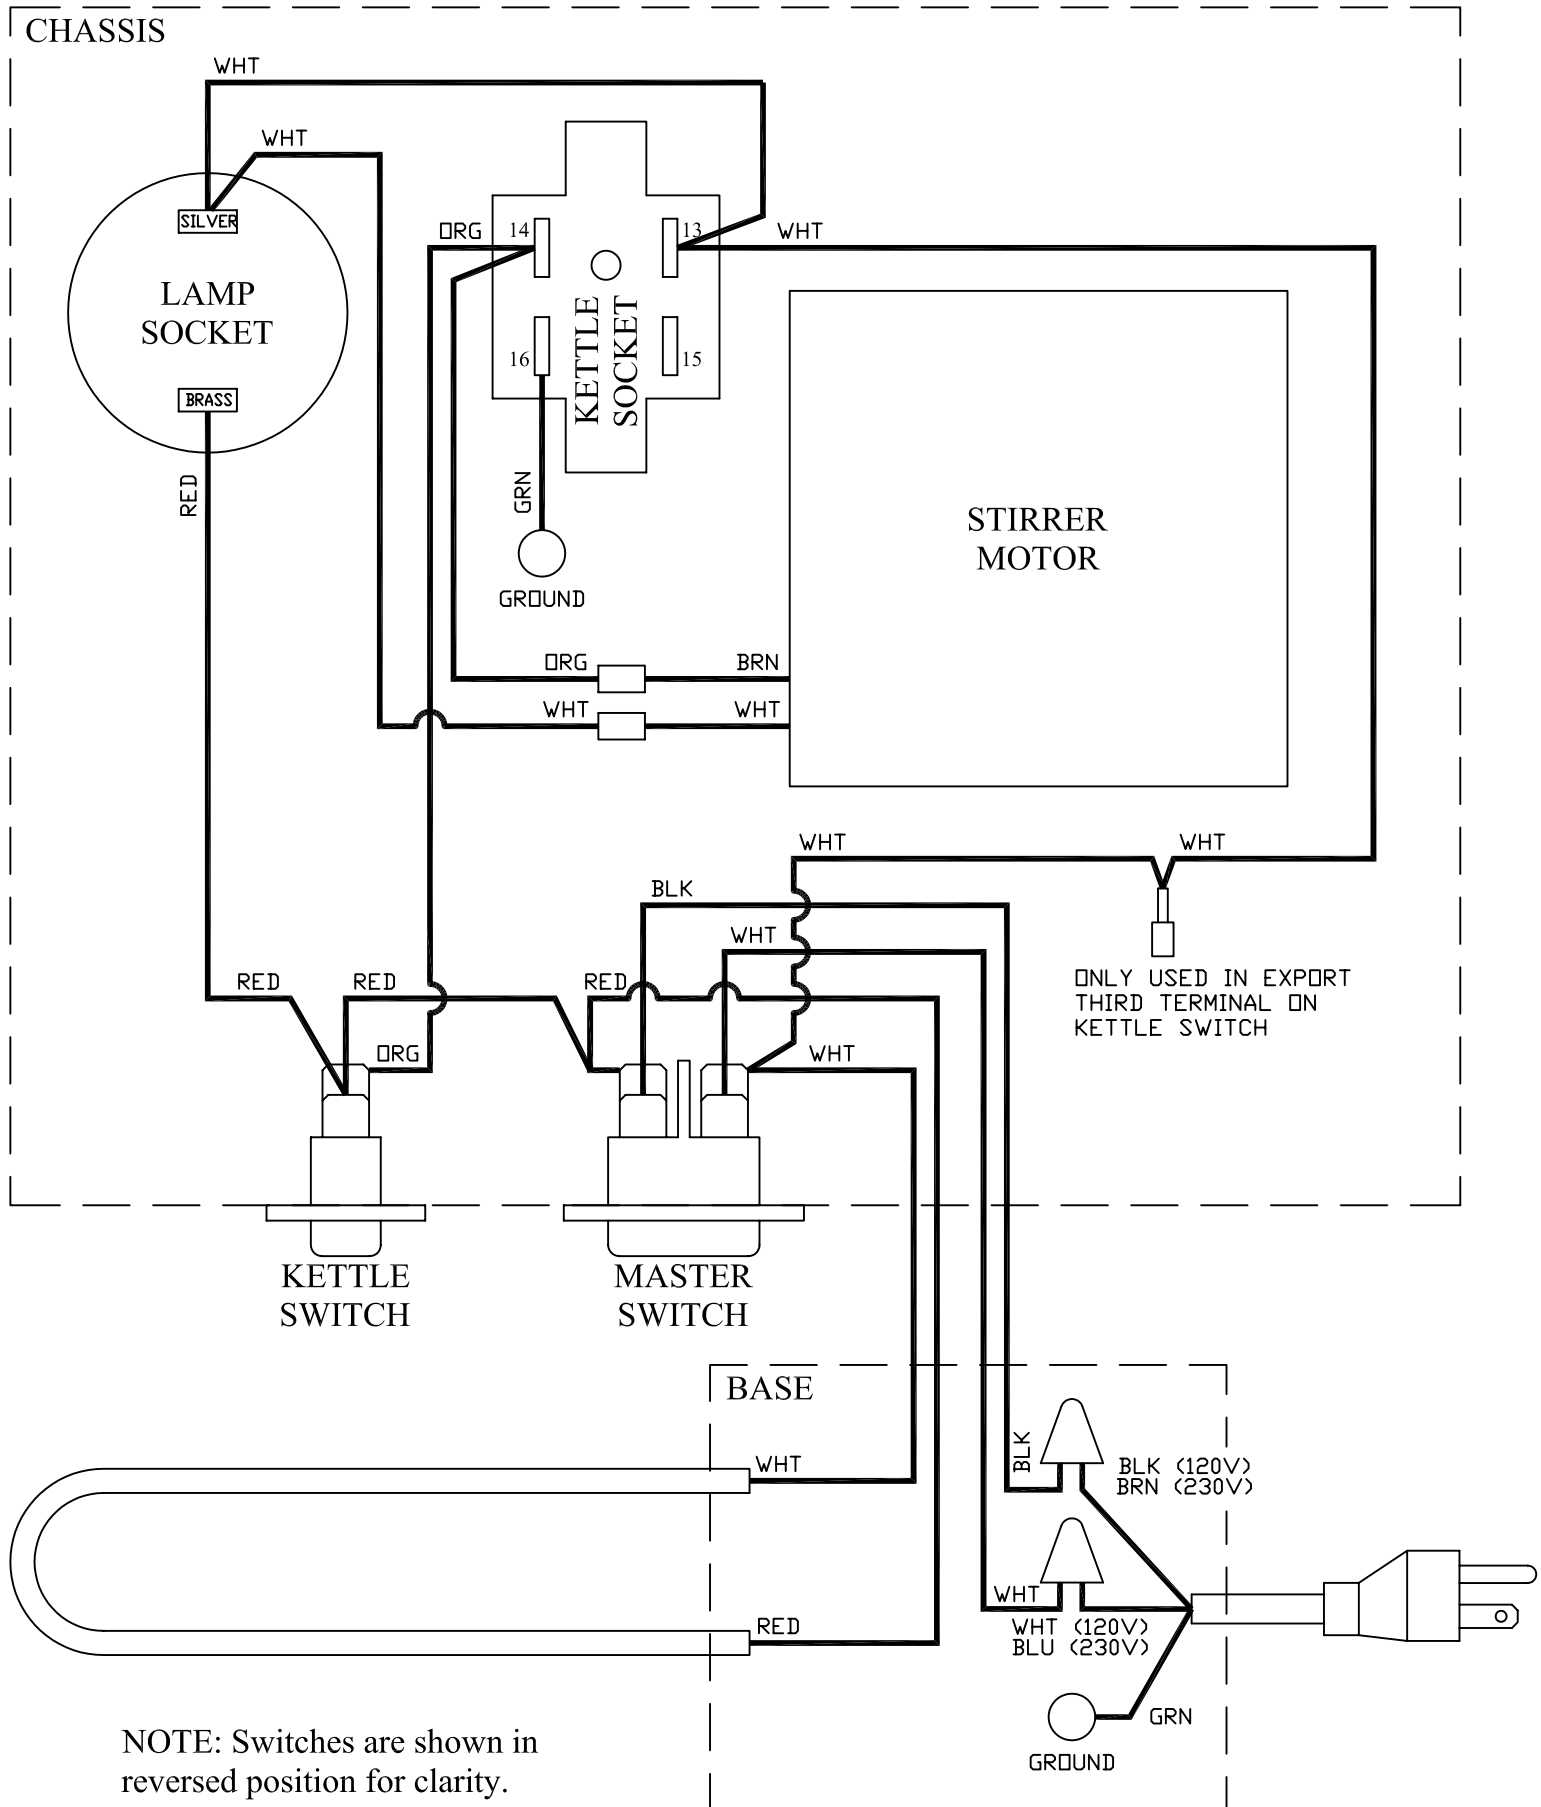 CHASSIS
WHT
WHT
SILVER
LAMP
SOCKET
BRASS
RED
ORG
14
13
WHT
16
15
KETTLE
SOCKET
GRN
GROUND
STIRRER
MOTOR
ORG
BRN
WHT
WHT
WHT
WHT
BLK
WHT
ONLY USED IN EXPORT
THIRD TERMINAL ON
KETTLE SWITCH
RED
RED
RED
ORG
WHT
KETTLE
SWITCH
MASTER
SWITCH
BASE
WHT
BLK
BLK (120V)
BRN (230V)
WHT
WHT (120V)
BLU (230V)
RED
GRN
GROUND
NOTE: Switches are shown in
reversed position for clarity.